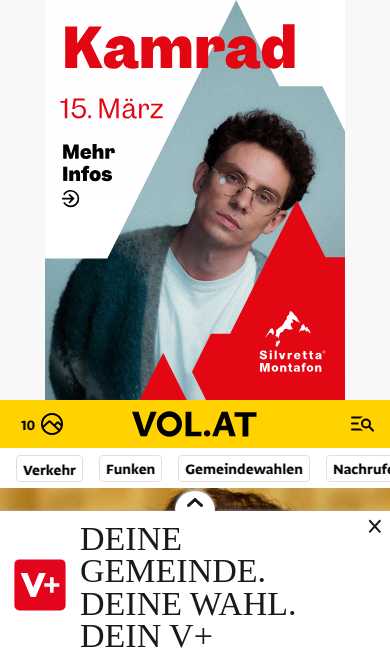 Kamrad
15. März
Mehr
Infos
Silvretta
Montafon
10
VOL.AT
Verkehr
Funken
Gemeindewahlen
Nachrufe
DEINE
GEMEINDE.
DEINE WAHL.
DEIN V+
V+